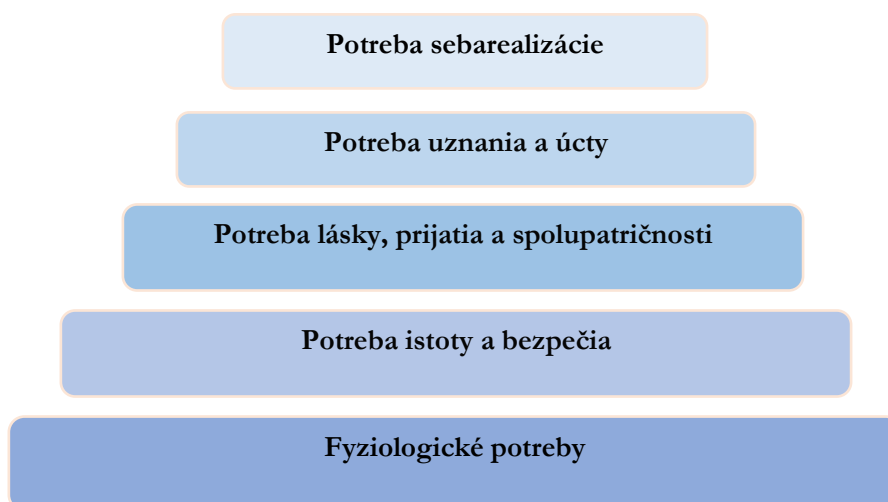 Potreba sebarealizácie
Potreba uznania a úcty
Potreba lásky, prijatia a spolupatričnosti
Potreba istoty a bezpečia
Fyziologické potreby